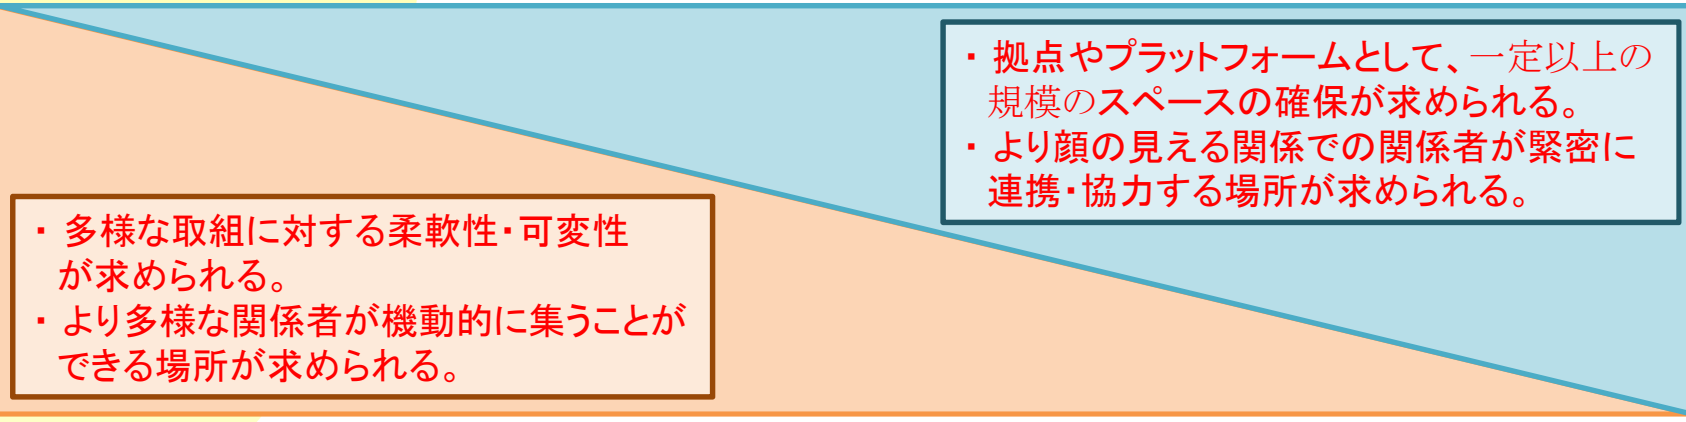 ・ 拠点やプラットフォームとして、一定以上の
規模のスペースの確保が求められる。
・ より顔の見える関係での関係者が緊密に
連携・協力する場所が求められる。
・ 多様な取組に対する柔軟性・可変性
が求められる。
・ より多様な関係者が機動的に集うことが
できる場所が求められる。